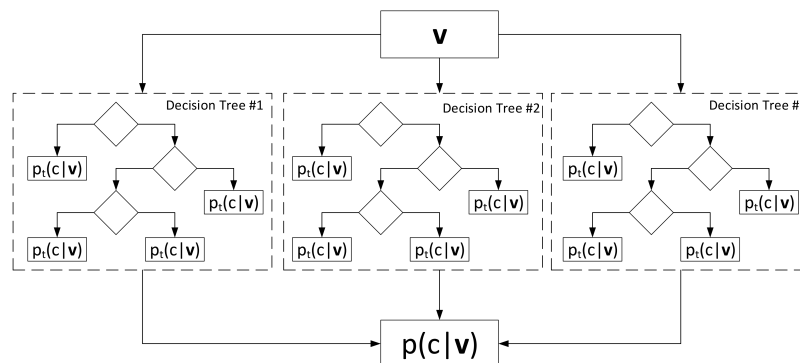 v
Decision Tree #1
Decision Tree #2
Decision Tree #
pₜ(c|v)
pₜ(c|v)
pₜ(c|v)
pₜ(c|v)
pₜ(c|v)
pₜ(c|v)
pₜ(c|v) pₜ(c|v)
pₜ(c|v) pₜ(c|v)
pₜ(c|v) pₜ(c|v)
p(c|v)